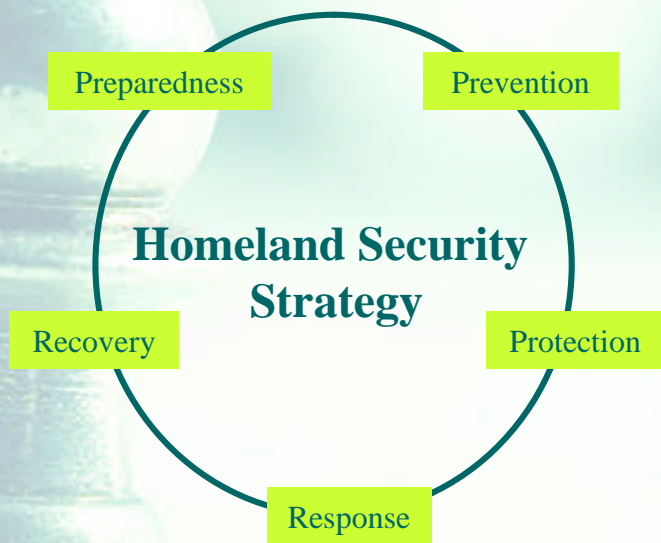 Preparedness
Prevention
Homeland Security
Strategy
Recovery
Protection
Response